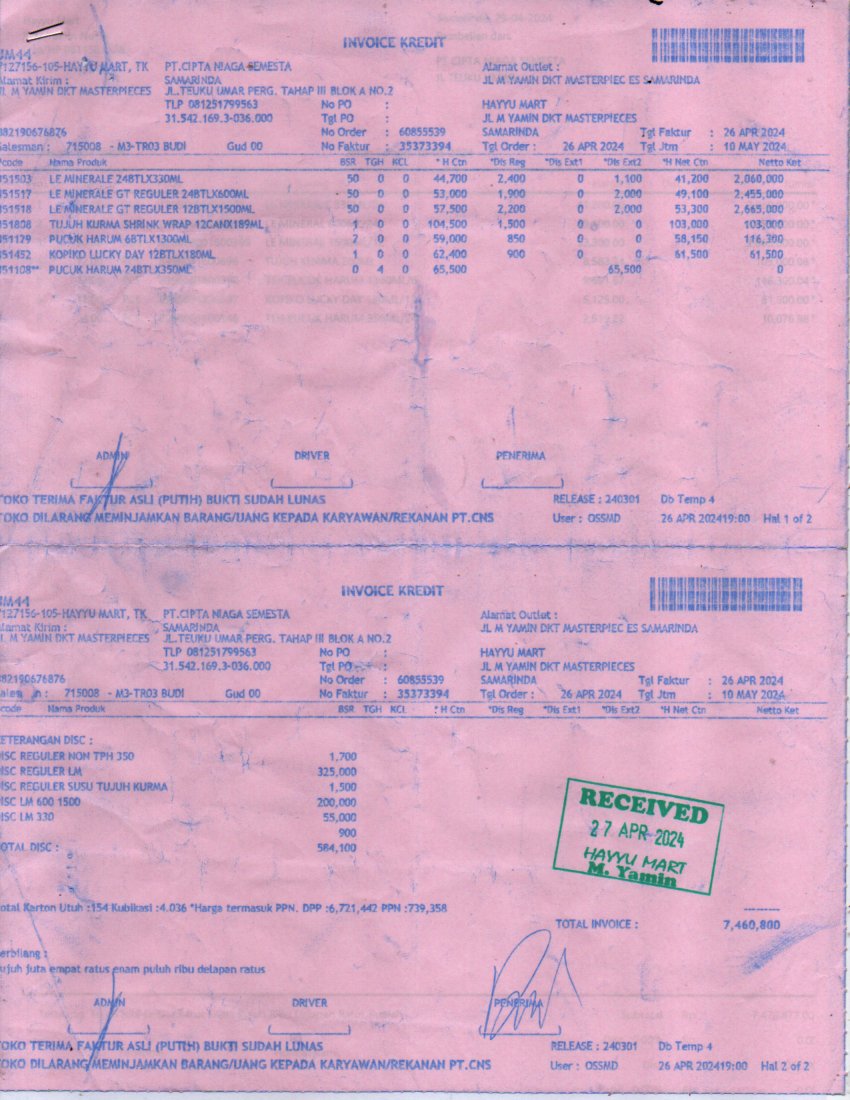 INVOICE KREDIT
SM44
P127156-105-HAYYU MART, TK PT.CIPTA NIAGA SEMESTA Alamat Outlet :
Alamat Kirim : SAMARINDA JL M YAMIN DKT MASTERPIEC ES SAMARINDA
JL M YAMIN DKT MASTERPIECES JL.TEUKU UMAR PERG. TAHAP III BLOK A NO.2
TLP 081251799563 No PO : HAYYU MART
31.542.169.3-036.000 Tgl PO : JL M YAMIN DKT MASTERPIECES
082190676876 No Order : 60855539 SAMARINDA Tgl Faktur : 26 APR 2024
Salesman : 715008 - M3-TR03 BUDI Gud 00 No Faktur : 35373394 Tgl Order : 26 APR 2024 Tgl Jtm : 10 MAY 2024
Pcode Nama Produk BSR TGH KCL *H Ctn *Dis Reg *Dis Ext1 *Dis Ext2 *H Net Ctn Netto Ket
151503 LE MINERALE 24BTLX330ML 50 0 0 44,700 2,400 0 1,100 41,200 2,060,000
151517 LE MINERALE GT REGULER 24BTLX600ML 50 0 0 53,000 1,900 0 2,000 49,100 2,455,000
151518 LE MINERALE GT REGULER 12BTLX1500ML 50 0 0 57,500 2,200 0 2,000 53,300 2,665,000
151808 TUJUH KURMA SHRINK WRAP 12CANX189ML 1 0 0 104,500 1,500 0 0 103,000 103,000
151129 PUCUK HARUM 6BTLX1300ML 2 0 0 59,000 850 0 0 58,150 116,300
151452 KOPIKO LUCKY DAY 12BTLX180ML 1 0 0 62,400 900 0 0 61,500 61,500
151108** PUCUK HARUM 24BTLX350ML 0 4 0 65,500 65,500 0
ADMIN DRIVER PENERIMA
TOKO TERIMA FAKTUR ASLI (PUTIH) BUKTI SUDAH LUNAS RELEASE : 240301 Db Temp 4
TOKO DILARANG MEMINJAMKAN BARANG/UANG KEPADA KARYAWAN/REKANAN PT.CNS User : OSSMD 26 APR 202419:00 Hal 1 of 2
INVOICE KREDIT
SM44
P127156-105-HAYYU MART, TK PT.CIPTA NIAGA SEMESTA Alamat Outlet :
Alamat Kirim : SAMARINDA JL M YAMIN DKT MASTERPIEC ES SAMARINDA
JL M YAMIN DKT MASTERPIECES JL.TEUKU UMAR PERG. TAHAP III BLOK A NO.2
TLP 081251799563 No PO : HAYYU MART
31.542.169.3-036.000 Tgl PO : JL M YAMIN DKT MASTERPIECES
082190676876 No Order : 60855539 SAMARINDA Tgl Faktur : 26 APR 2024
Salesman : 715008 - M3-TR03 BUDI Gud 00 No Faktur : 35373394 Tgl Order : 26 APR 2024 Tgl Jtm : 10 MAY 2024
Pcode Nama Produk BSR TGH KCL *H Ctn *Dis Reg *Dis Ext1 *Dis Ext2 *H Net Ctn Netto Ket
KETERANGAN DISC :
DISC REGULER NON TPH 350 1,700
DISC REGULER LM 325,000
DISC REGULER SUSU TUJUH KURMA 1,500
DISC LM 600 1500 200,000
DISC LM 330 55,000
900
TOTAL DISC : 584,100
RECEIVED
27 APR 2024
HAYYU MART
M. Yamin
Total Karton Utuh :154 Kubikasi :4.036 *Harga termasuk PPN. DPP :6,721,442 PPN :739,358
TOTAL INVOICE : 7,460,800
Terbilang :
Tujuh juta empat ratus enam puluh ribu delapan ratus
ADMIN DRIVER PENERIMA
TOKO TERIMA FAKTUR ASLI (PUTIH) BUKTI SUDAH LUNAS RELEASE : 240301 Db Temp 4
TOKO DILARANG MEMINJAMKAN BARANG/UANG KEPADA KARYAWAN/REKANAN PT.CNS User : OSSMD 26 APR 202419:00 Hal 2 of 2